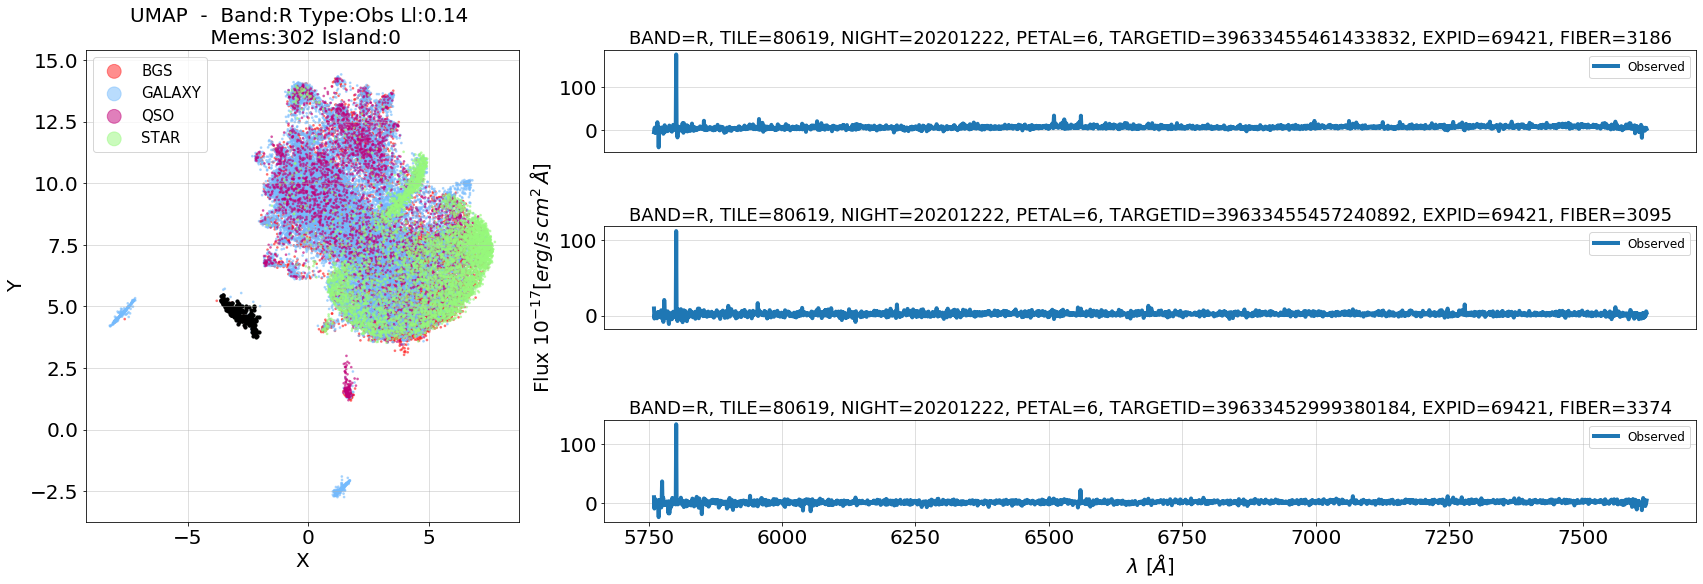 UMAP - Band:R Type:Obs Ll:0.14
Mems:302 Island:0
15.0
12.5
10.0
7.5
5.0
2.5
0.0
−2.5
Y
BGS
GALAXY
QSO
STAR
−5
0
5
X
Flux 10^{-17} [erg/s cm^2 Å]
BAND=R, TILE=80619, NIGHT=20201222, PETAL=6, TARGETID=39633455461433832, EXPID=69421, FIBER=3186
100
0
Observed
BAND=R, TILE=80619, NIGHT=20201222, PETAL=6, TARGETID=39633455457240892, EXPID=69421, FIBER=3095
100
0
Observed
BAND=R, TILE=80619, NIGHT=20201222, PETAL=6, TARGETID=39633452999380184, EXPID=69421, FIBER=3374
100
0
Observed
5750
6000
6250
6500
6750
7000
7250
7500
λ [Å]